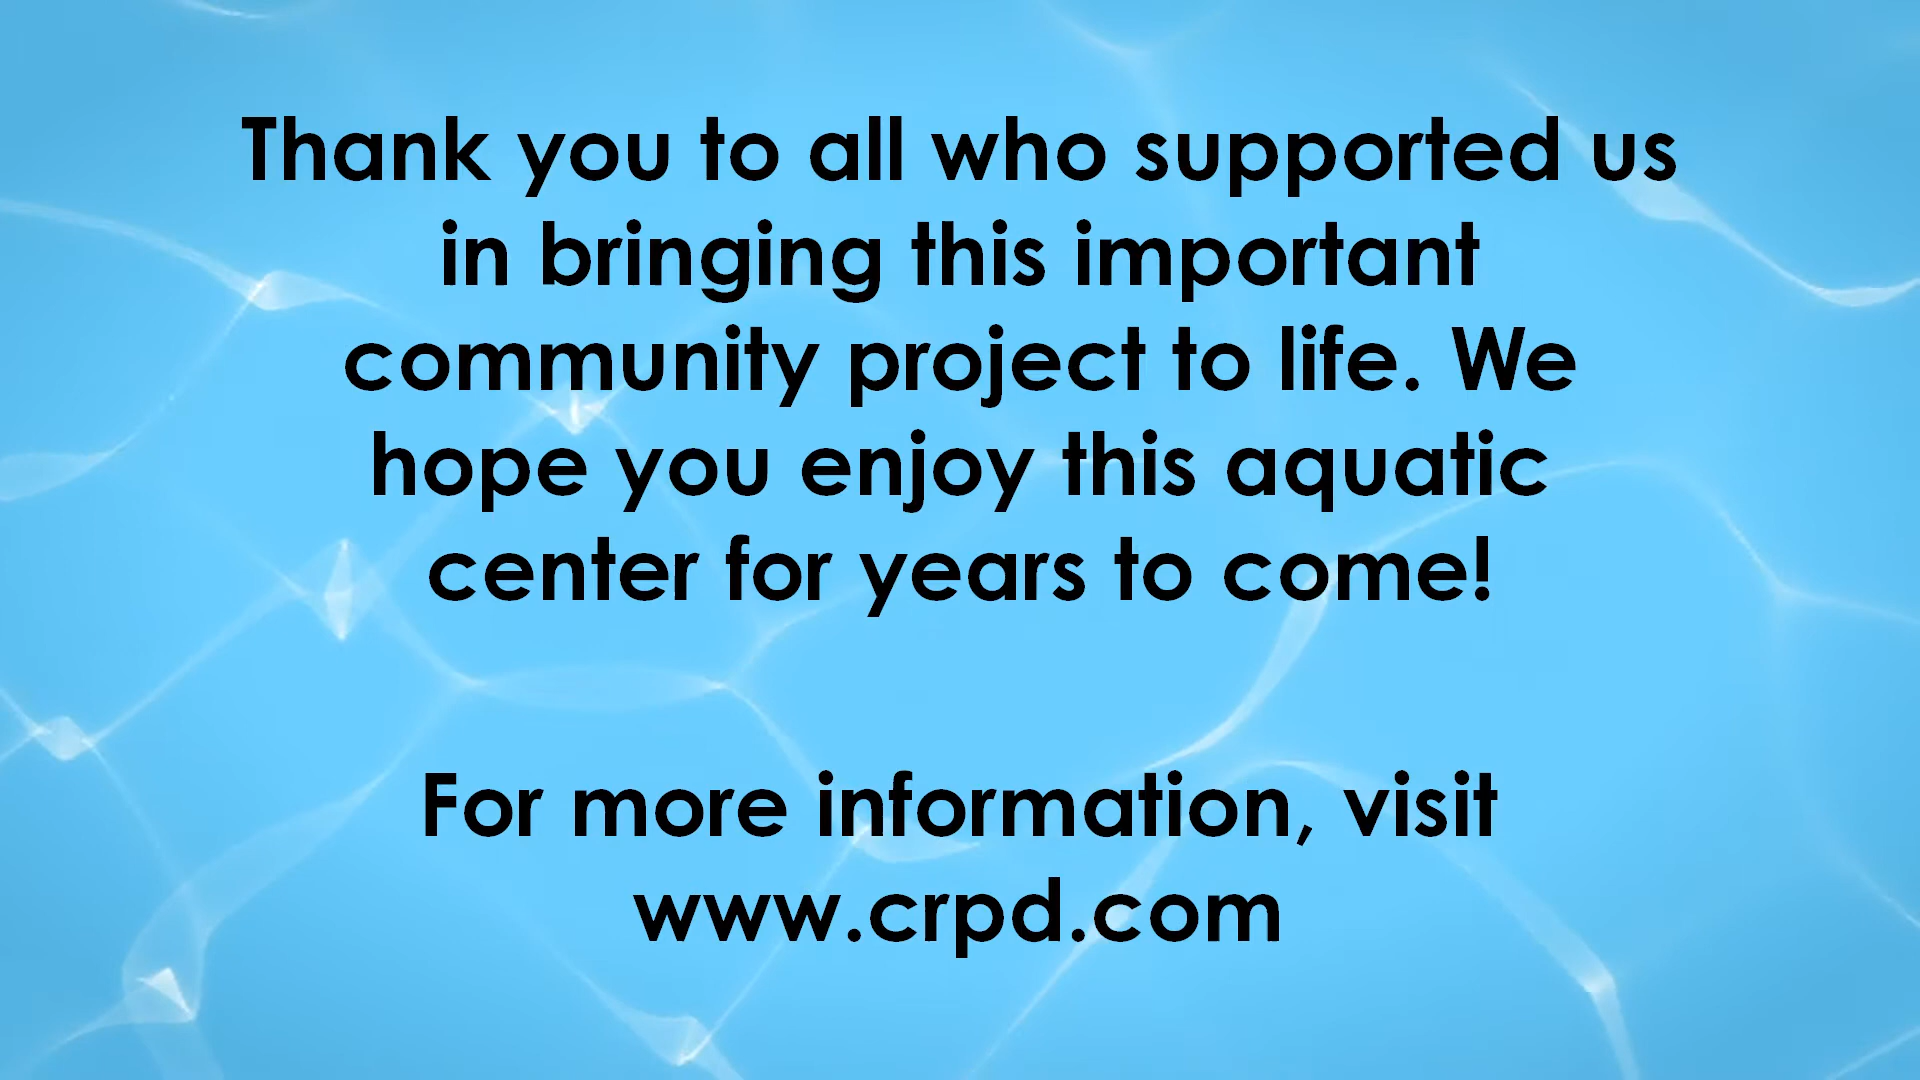 Thank you to all who supported us
in bringing this important
community project to life. We
hope you enjoy this aquatic
center for years to come!
For more information, visit
www.crpd.com